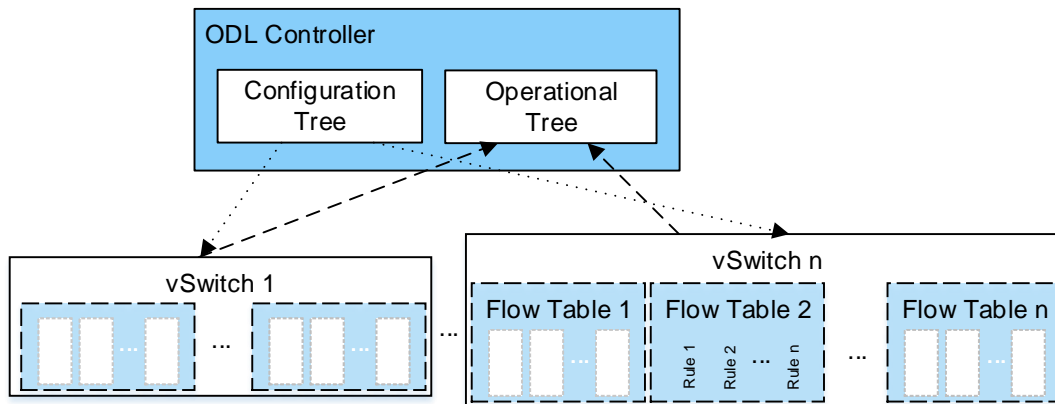 ODL Controller
Configuration
Tree
Operational
Tree
vSwitch 1
...
...
...
...
vSwitch n
Flow Table 1
...
Flow Table 2
Rule 1
Rule 2
...
Rule n
...
Flow Table n
...